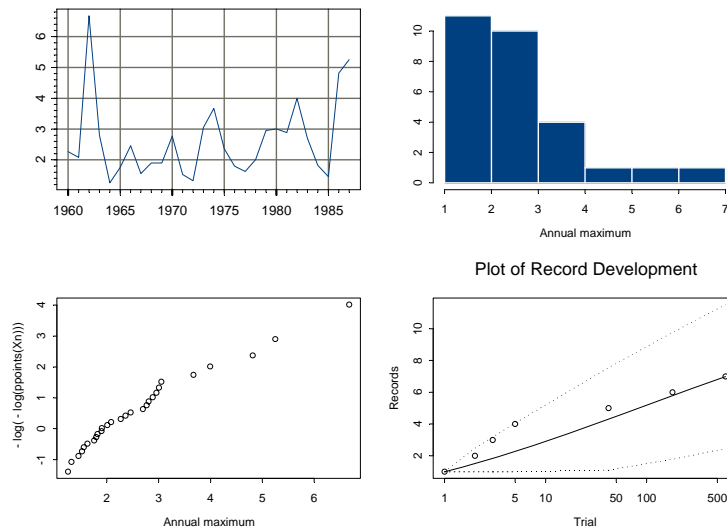 2 3 4 5 6
1960 1965 1970 1975 1980 1985
0 2 4 6 8 10
1 2 3 4 5 6 7
Annual maximum
-1 0 1 2 3 4
- log( - log(ppoints(Xn)))
2 3 4 5 6
Annual maximum
Plot of Record Development
2 4 6 8 10
Records
1 5 10 50 100 500
Trial